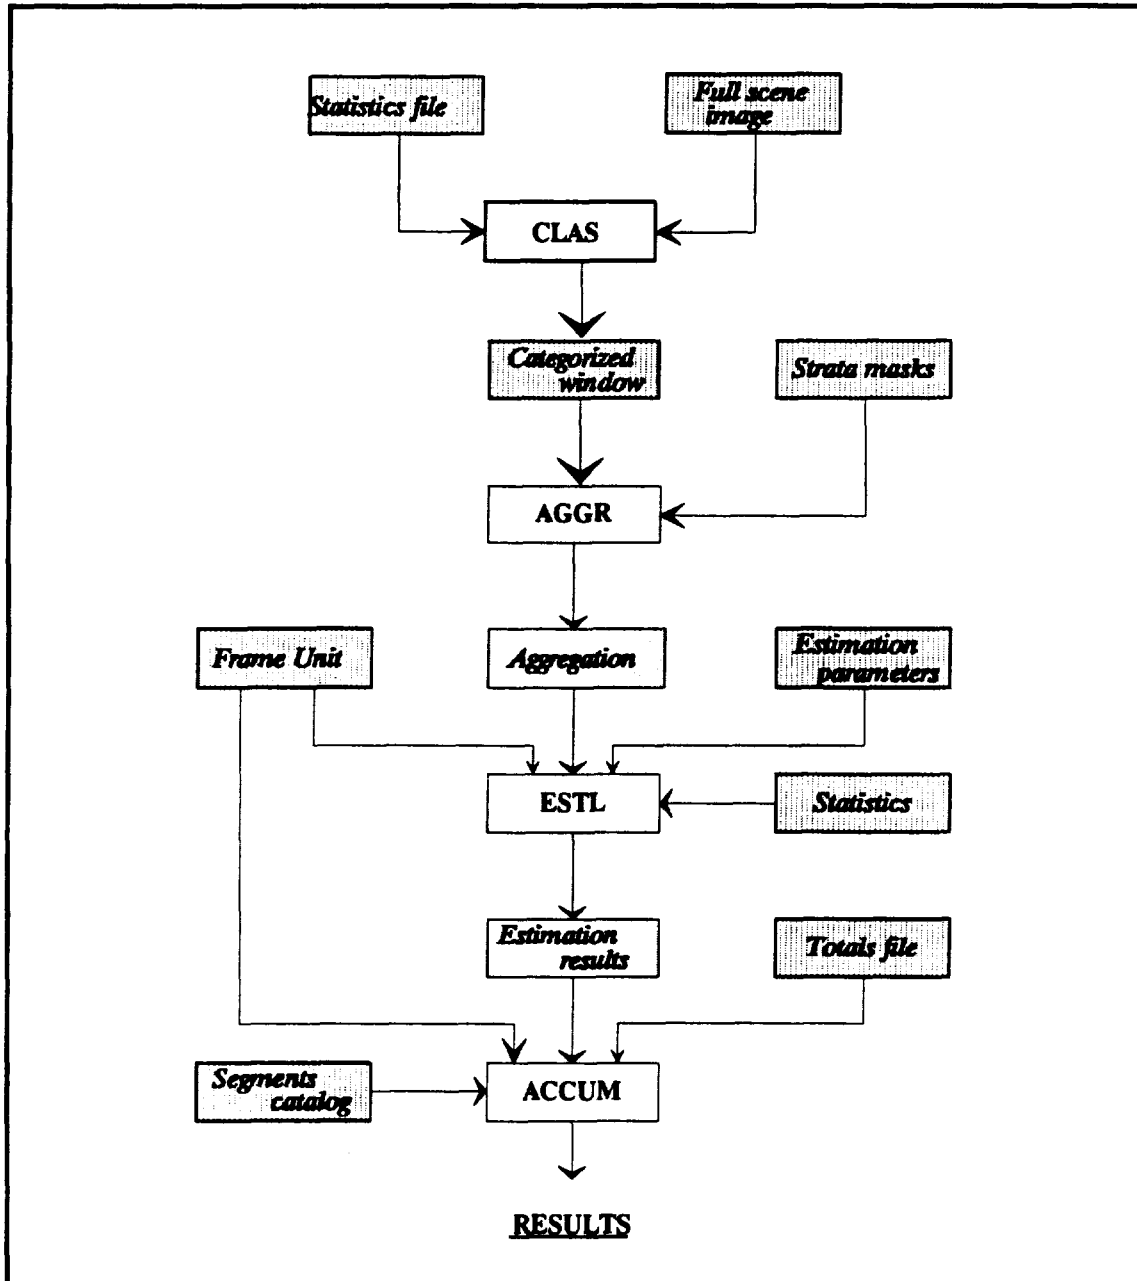 Statistics file
Full scene
image
CLAS
Categorized
window
Strata masks
AGGR
Frame Unit
Aggregation
Estimation
parameters
ESTL
Statistics
Estimation
results
Totals file
Segments
catalog
ACCUM
RESULTS